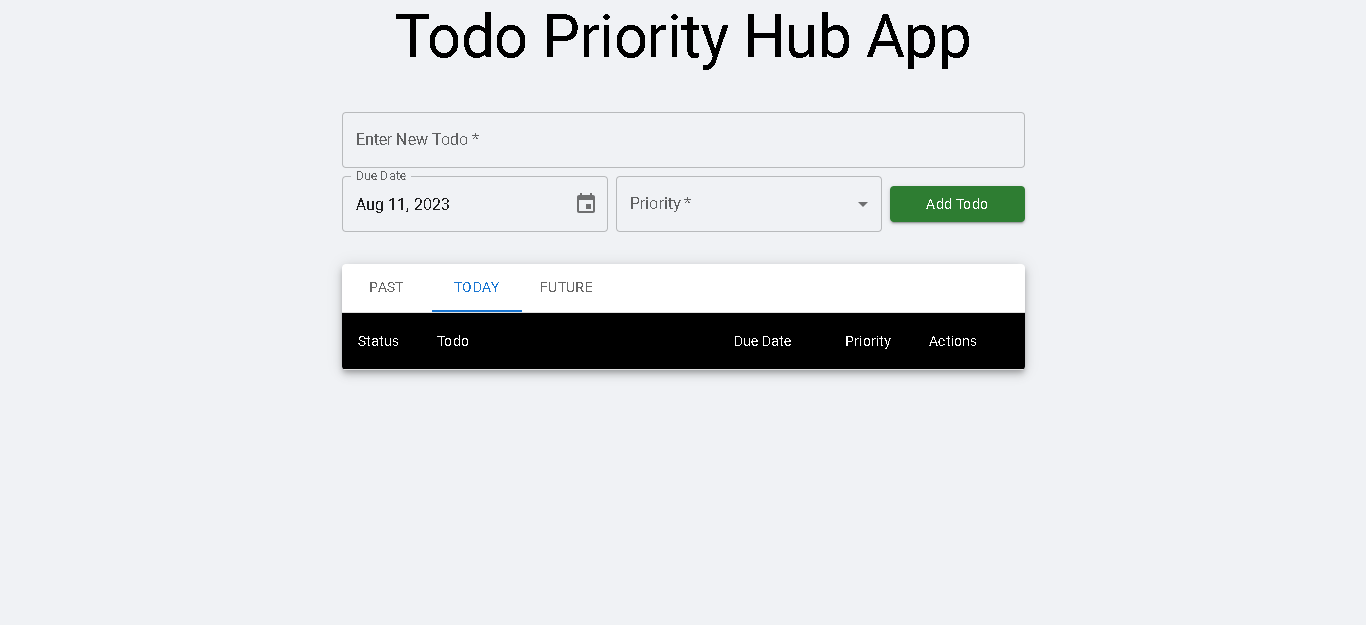 Todo Priority Hub App
Enter New Todo *
Due Date
Aug 11, 2023
Priority *
Add Todo
PAST TODAY FUTURE
Status Todo Due Date Priority Actions